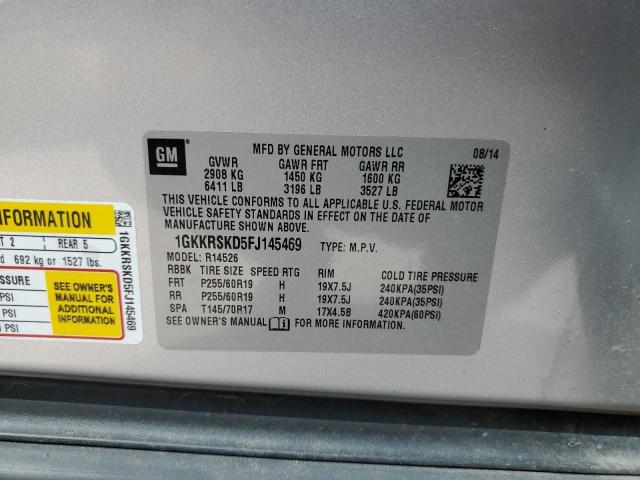 GM
MFD BY GENERAL MOTORS LLC 08/14
GVWR GAWR FRT GAWR RR
2908 KG 1450 KG 1600 KG
6411 LB 3196 LB 3527 LB
THIS VEHICLE CONFORMS TO ALL APPLICABLE U.S. FEDERAL MOTOR
VEHICLE SAFETY STANDARDS IN EFFECT ON THE DATE OF
MANUFACTURE SHOWN ABOVE.
1GKKRSKD5FJ145469 TYPE: M.P.V.
MODEL: R14526
RBBK TIRE SIZE SPEED RTG RIM COLD TIRE PRESSURE
FRT P255/60R19 H 19X7.5J 240KPA(35PSI)
RR P255/60R19 H 19X7.5J 240KPA(35PSI)
SPA T145/70R17 M 17X4.5B 420KPA(60PSI)
SEE OWNER'S MANUAL FOR MORE INFORMATION
INFORMATION
T 2 REAR 5
d 692 kg or 1527 lbs.
SSURE
PSI
PSI
PSI
SEE OWNER'S
MANUAL FOR
ADDITIONAL
INFORMATION
1GKKRSKD5FJ145469